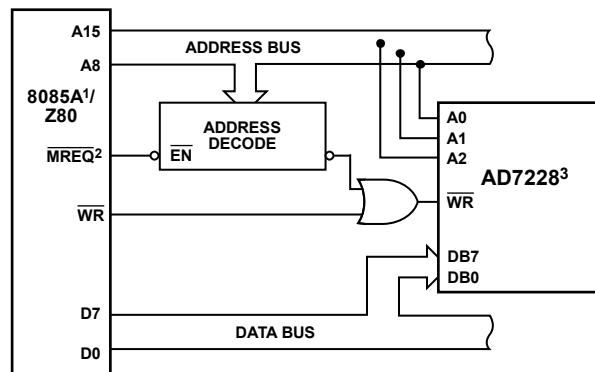 A15
ADDRESS BUS
A8
8085A1/
Z80
ADDRESS
DECODE
MREQ2
EN
WR
A0
A1
A2
AD72283
WR
DB7
DB0
D7
DATA BUS
D0